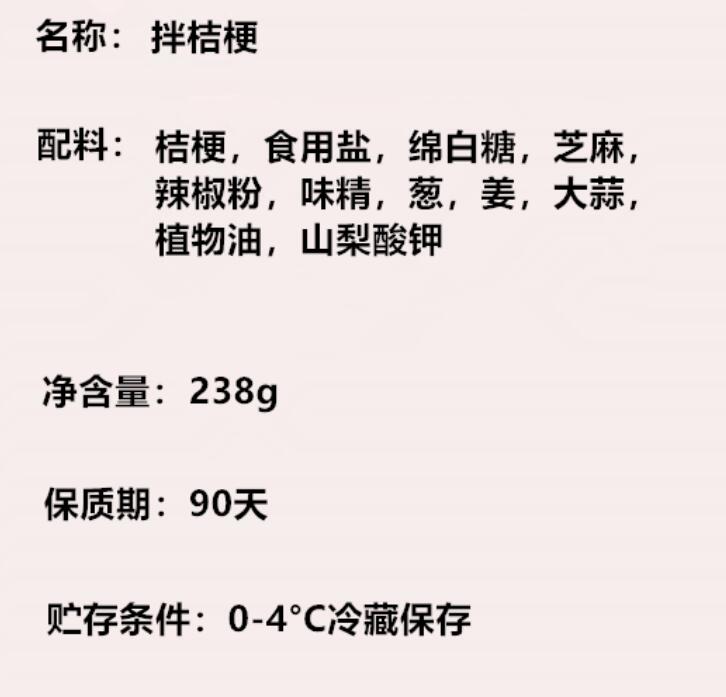 名称： 拌桔梗
配料： 桔梗，食用盐，绵白糖，芝麻，
辣椒粉，味精，葱，姜，大蒜，
植物油，山梨酸钾
净含量：238g
保质期：90天
贮存条件：0-4°C冷藏保存